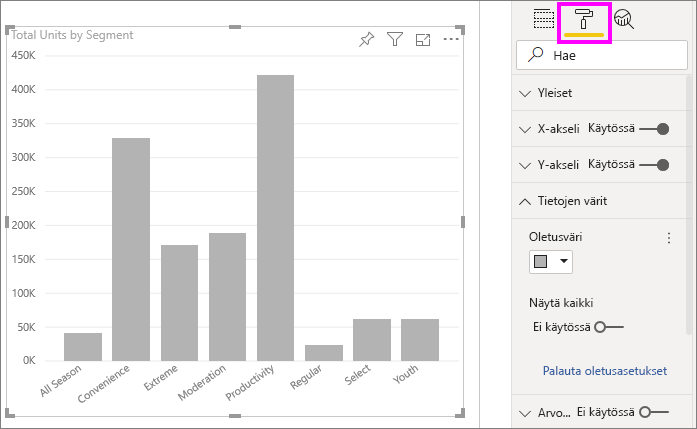 Total Units by Segment
450K
400K
350K
300K
250K
200K
150K
100K
50K
0K
All Season
Convenience
Extreme
Moderation
Productivity
Regular
Select
Youth
Hae
Yleiset
X-akseli Käytössä
Y-akseli Käytössä
Tietojen värit
Oletusväri
Näytä kaikki
Ei käytössä
Palauta oletusasetukset
Arvo... Ei käytössä